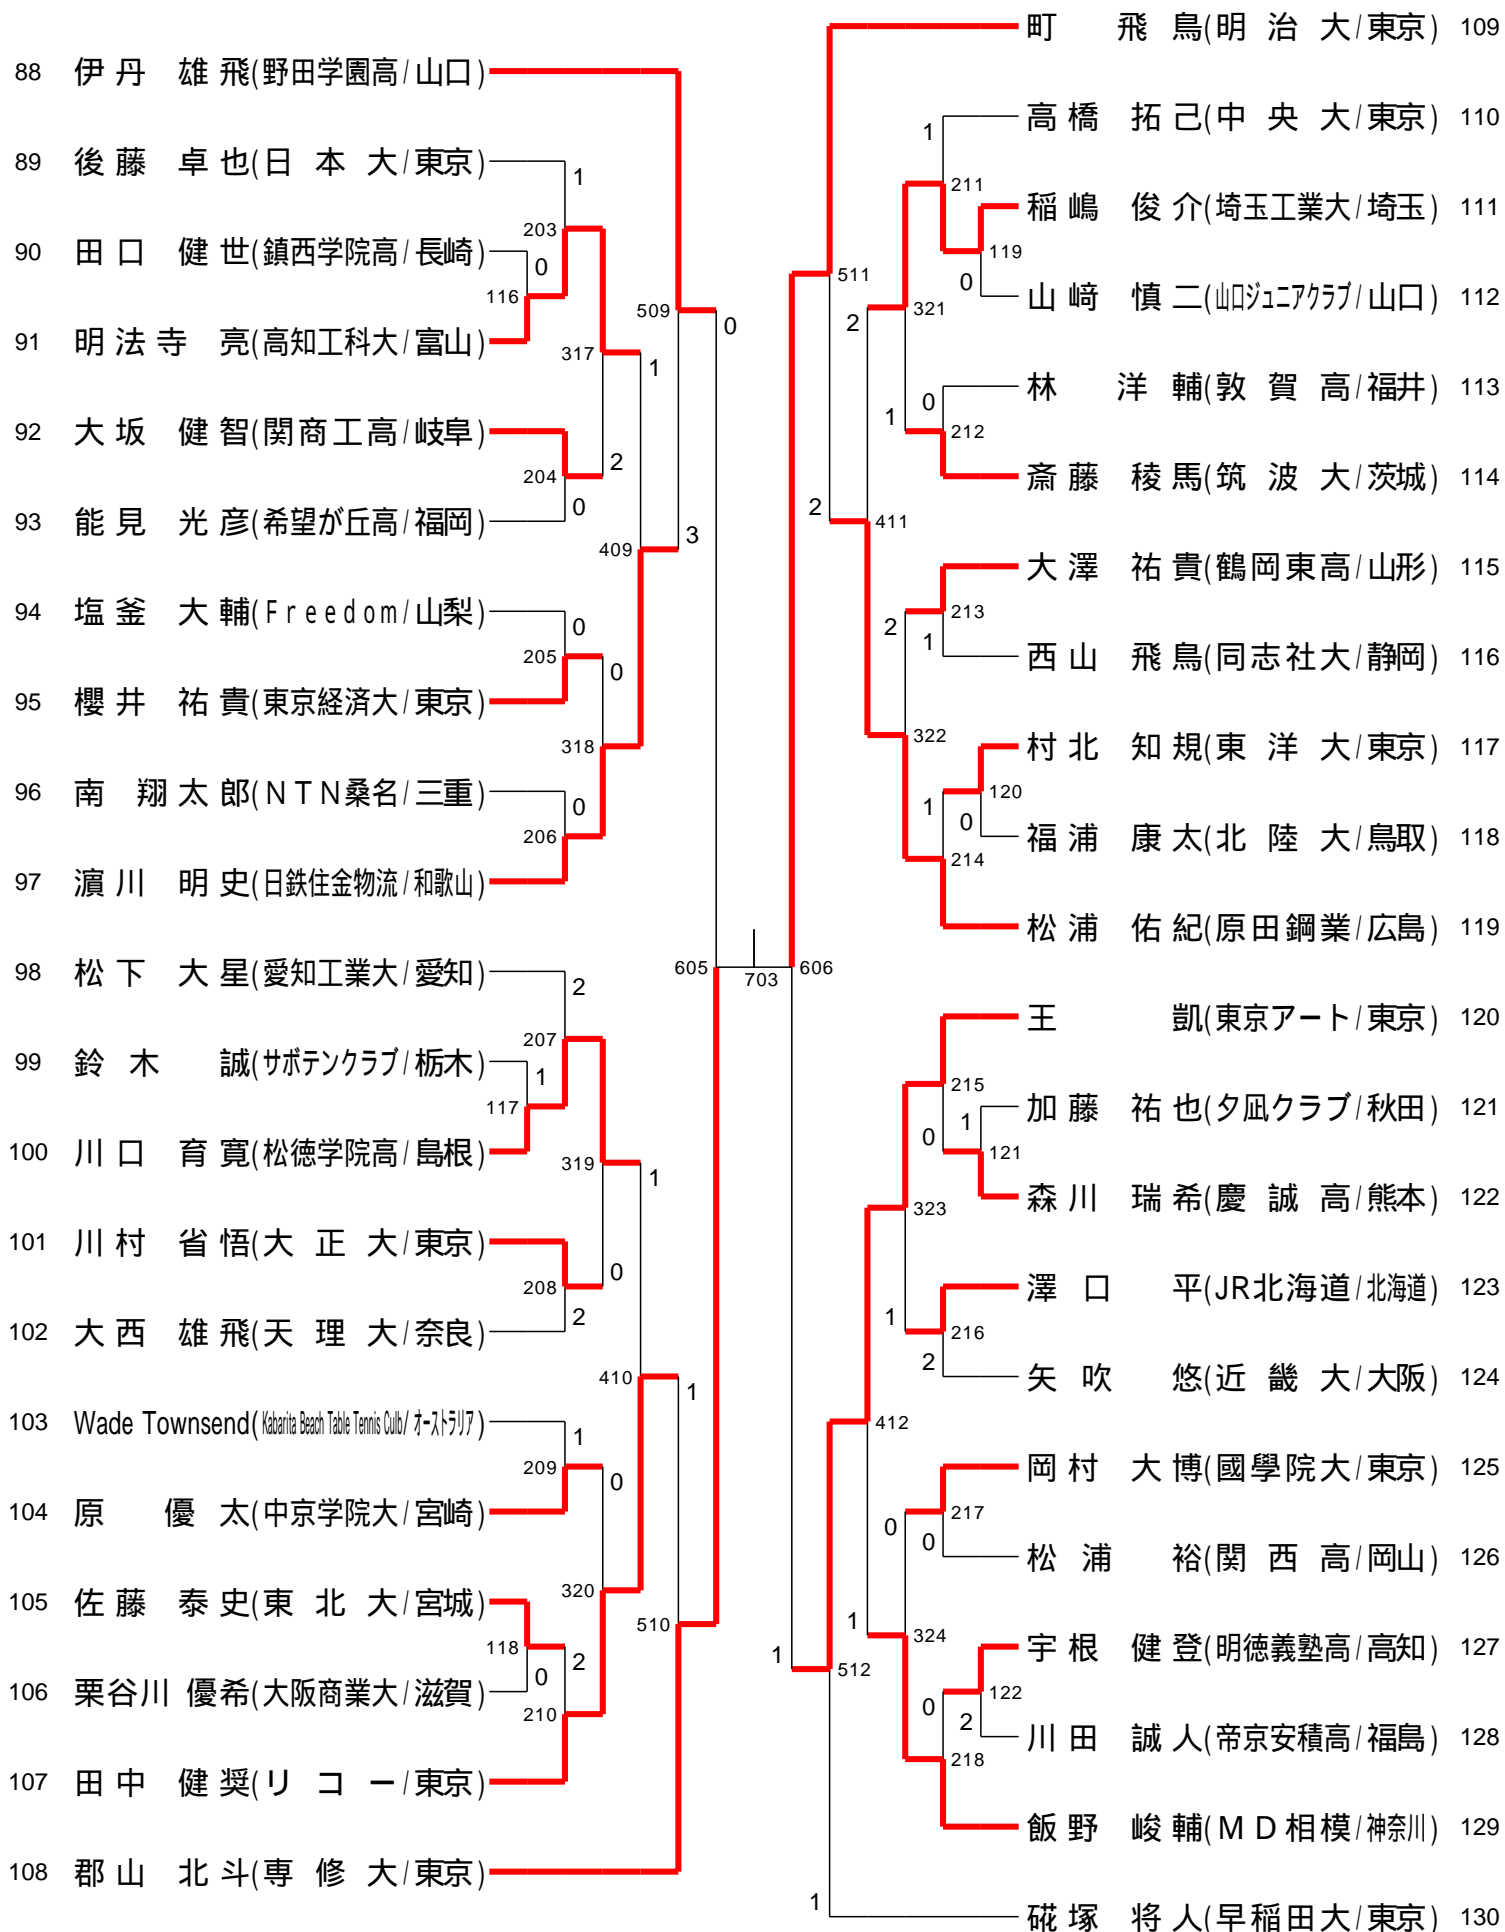 88 伊丹 雄飛(野田学園高/山口)
89 後藤 卓也(日本大/東京)
90 田口 健世(鎮西学院高/長崎)
91 明法寺 亮(高知工科大/富山)
92 大坂 健智(関商工高/岐阜)
93 能見 光彦(希望が丘高/福岡)
94 塩釜 大輔(Freedom/山梨)
95 櫻井 祐貴(東京経済大/東京)
96 南 翔太郎(NTN桑名/三重)
97 濵川 明史(日鉄住金物流/和歌山)
98 松下 大星(愛知工業大/愛知)
99 鈴木 誠(サボテンクラブ/栃木)
100 川口 育寛(松徳学院高/島根)
101 川村 省悟(大正大/東京)
102 大西 雄飛(天理大/奈良)
103 Wade Townsend(Kabarita Beach Table Tennis Culb/オーストラリア)
104 原 優太(中京学院大/宮崎)
105 佐藤 泰史(東北大/宮城)
106 栗谷川 優希(大阪商業大/滋賀)
107 田中 健奨(リコー/東京)
108 郡山 北斗(専修大/東京)
1
203
0
116
317
1
2
204
0
409
3
509
0
0
205
0
318
0
206
2
207
1
117
319
1
0
208
2
410
1
1
209
0
320
118
0
2
210
510
605
703
606
町 飛鳥(明治大/東京) 109
高橋 拓己(中央大/東京) 110
稲嶋 俊介(埼玉工業大/埼玉) 111
山﨑 慎二(山口ジュニアクラブ/山口) 112
林 洋輔(敦賀高/福井) 113
斎藤 稜馬(筑波大/茨城) 114
大澤 祐貴(鶴岡東高/山形) 115
西山 飛鳥(同志社大/静岡) 116
村北 知規(東洋大/東京) 117
福浦 康太(北陸大/鳥取) 118
松浦 佑紀(原田鋼業/広島) 119
王 凱(東京アート/東京) 120
加藤 祐也(夕凪クラブ/秋田) 121
森川 瑞希(慶誠高/熊本) 122
澤口 平(JR北海道/北海道) 123
矢吹 悠(近畿大/大阪) 124
岡村 大博(國學院大/東京) 125
松浦 裕(関西高/岡山) 126
宇根 健登(明徳義塾高/高知) 127
川田 誠人(帝京安積高/福島) 128
飯野 峻輔(MD相模/神奈川) 129
硴塚 将人(早稲田大/東京) 130
1
211
119
0
511
2
321
1
0
212
2
411
2
213
1
322
1
120
0
214
215
0
1
121
323
1
216
2
412
0
217
0
1
324
1
512
0
122
2
218
1